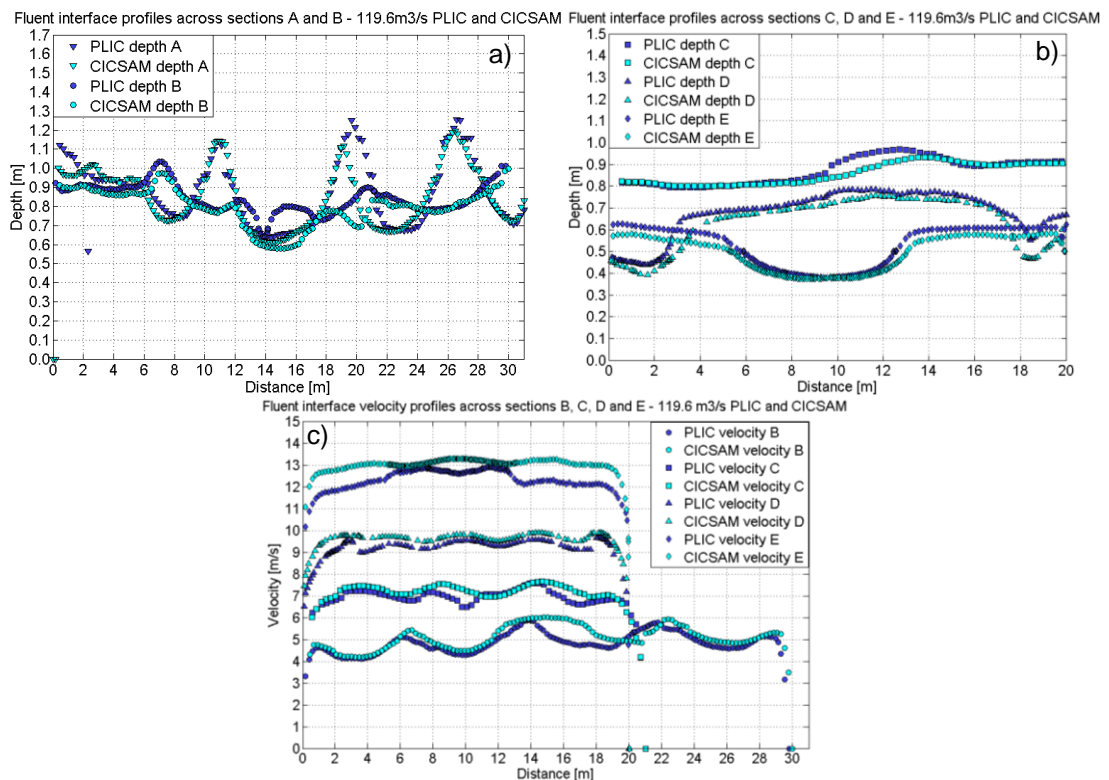 Fluent interface profiles across sections A and B - 119.6m3/s PLIC and CICSAM
a)
PLIC depth A
CICSAM depth A
PLIC depth B
CICSAM depth B
1.7
1.6
1.5
1.4
1.3
1.2
1.1
1.0
0.9
0.8
0.7
0.6
0.5
0.4
0.3
0.2
0.1
0.0
Depth [m]
0 2 4 6 8 10 12 14 16 18 20 22 24 26 28 30
Distance [m]
Fluent interface profiles across sections C, D and E - 119.6m3/s PLIC and CICSAM
b)
PLIC depth C
CICSAM depth C
PLIC depth D
CICSAM depth D
PLIC depth E
CICSAM depth E
1.5
1.4
1.3
1.2
1.1
1.0
0.9
0.8
0.7
0.6
0.5
0.4
0.3
0.2
0.1
0.0
Depth [m]
0 2 4 6 8 10 12 14 16 18 20
Distance [m]
Fluent interface velocity profiles across sections B, C, D and E - 119.6 m3/s PLIC and CICSAM
c)
PLIC velocity B
CICSAM velocity B
PLIC velocity C
CICSAM velocity C
PLIC velocity D
CICSAM velocity D
PLIC velocity E
CICSAM velocity E
15
14
13
12
11
10
9
8
7
6
5
4
3
2
1
0
Velocity [m/s]
0 2 4 6 8 10 12 14 16 18 20 22 24 26 28 30
Distance [m]